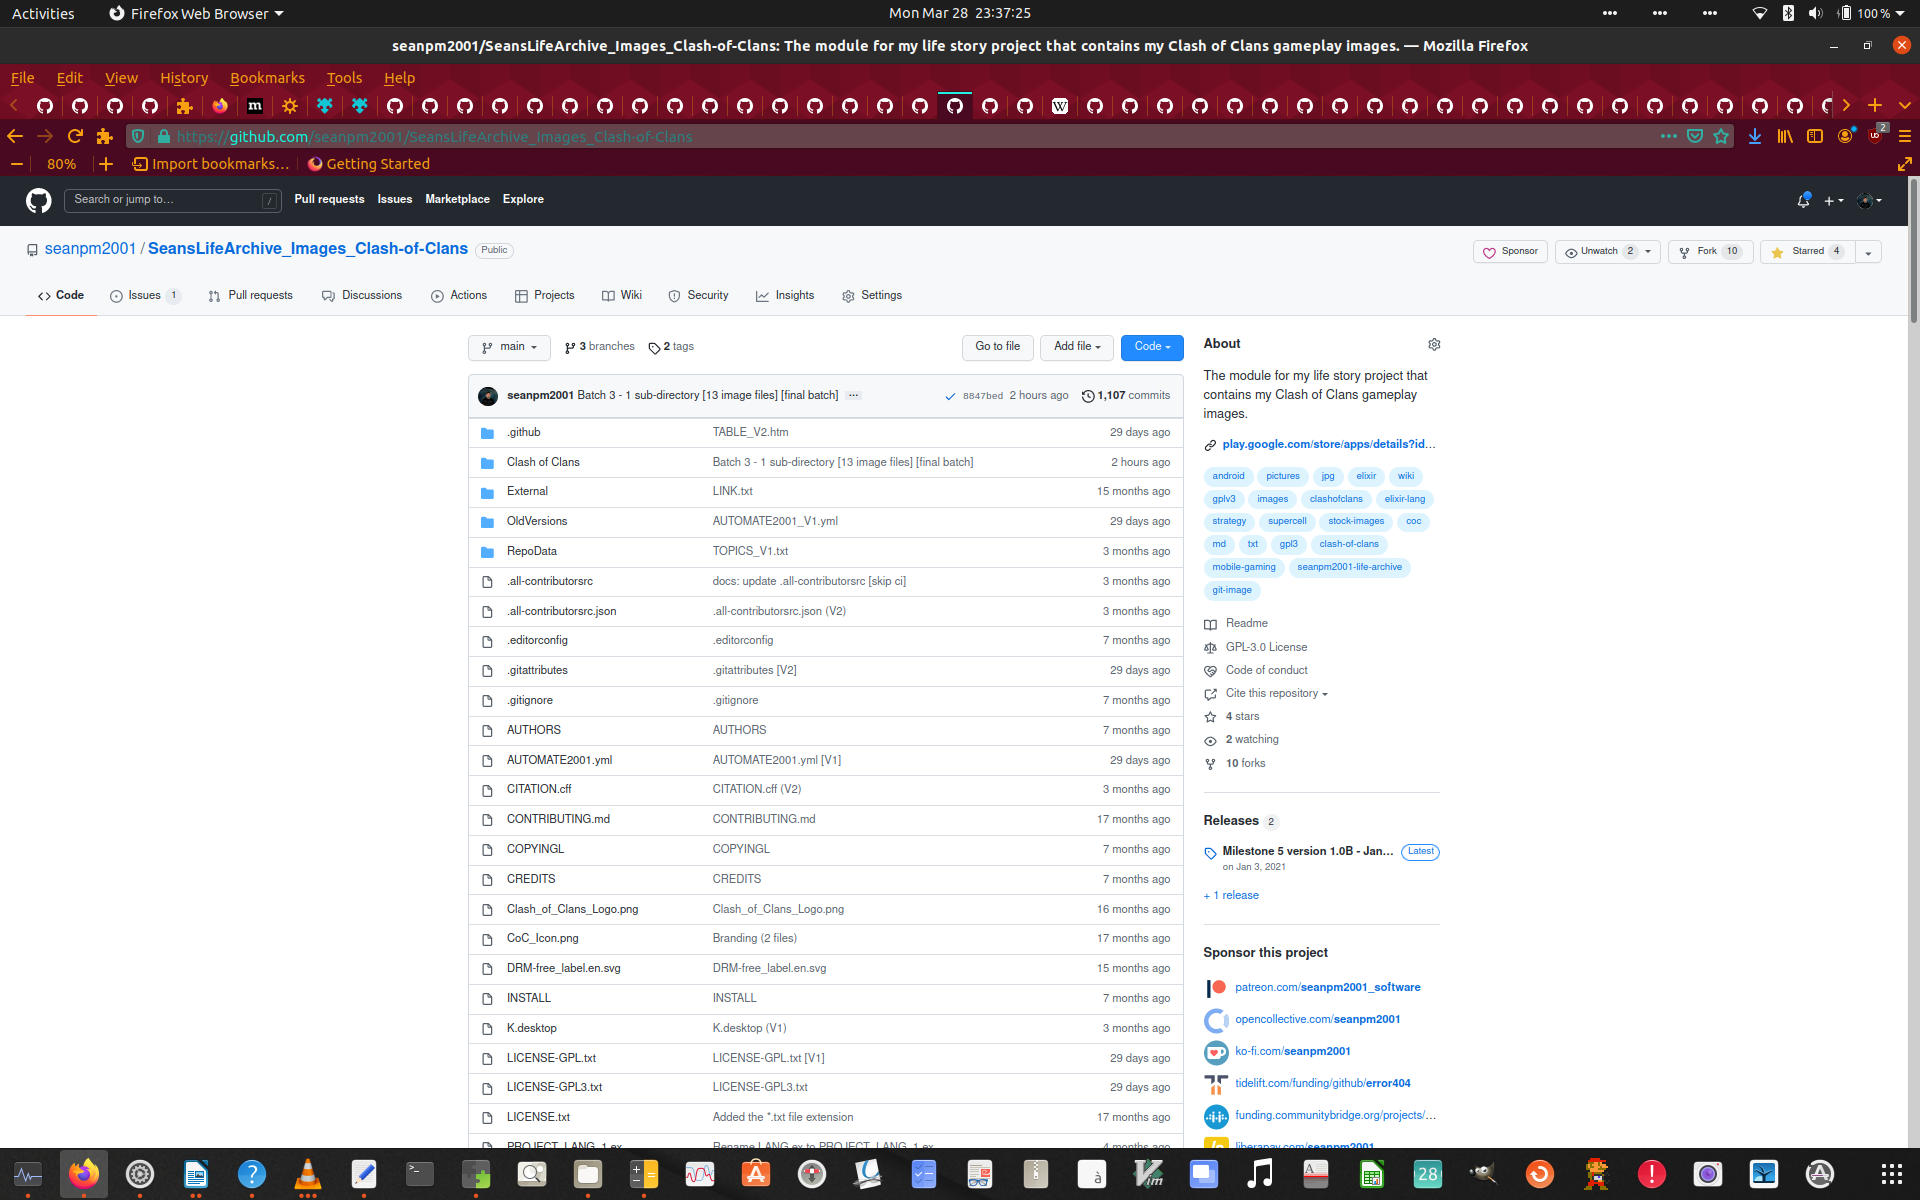 Activities
Firefox Web Browser
Mon Mar 28 23:37:25
100 %
seanpm2001/SeansLifeArchive_Images_Clash-of-Clans: The module for my life story project that contains my Clash of Clans gameplay images. — Mozilla Firefox
File Edit View History Bookmarks Tools Help
https://github.com/seanpm2001/SeansLifeArchive_Images_Clash-of-Clans
2
80%
Import bookmarks…
Getting Started
Search or jump to…
/
Pull requests Issues Marketplace Explore
seanpm2001 / SeansLifeArchive_Images_Clash-of-Clans Public
Sponsor
Unwatch 2
Fork 10
Starred 4
Code
Issues 1
Pull requests
Discussions
Actions
Projects
Wiki
Security
Insights
Settings
main
3 branches
2 tags
Go to file
Add file
Code
seanpm2001 Batch 3 - 1 sub-directory [13 image files] [final batch] ...
8847bed 2 hours ago 1,107 commits
.github TABLE_V2.htm 29 days ago
Clash of Clans Batch 3 - 1 sub-directory [13 image files] [final batch] 2 hours ago
External LINK.txt 15 months ago
OldVersions AUTOMATE2001_V1.yml 29 days ago
RepoData TOPICS_V1.txt 3 months ago
.all-contributorsrc docs: update .all-contributorsrc [skip ci] 3 months ago
.all-contributorsrc.json .all-contributorsrc.json (V2) 3 months ago
.editorconfig .editorconfig 7 months ago
.gitattributes .gitattributes [V2] 29 days ago
.gitignore .gitignore 7 months ago
AUTHORS AUTHORS 7 months ago
AUTOMATE2001.yml AUTOMATE2001.yml [V1] 29 days ago
CITATION.cff CITATION.cff (V2) 3 months ago
CONTRIBUTING.md CONTRIBUTING.md 17 months ago
COPYINGL COPYINGL 7 months ago
CREDITS CREDITS 7 months ago
Clash_of_Clans_Logo.png Clash_of_Clans_Logo.png 16 months ago
CoC_Icon.png Branding (2 files) 17 months ago
DRM-free_label.en.svg DRM-free_label.en.svg 15 months ago
INSTALL INSTALL 7 months ago
K.desktop K.desktop (V1) 3 months ago
LICENSE-GPL.txt LICENSE-GPL.txt [V1] 29 days ago
LICENSE-GPL3.txt LICENSE-GPL3.txt 29 days ago
LICENSE.txt Added the *.txt file extension 17 months ago
PROJECT_LANG_1.ex Rename LANG.ex to PROJECT_LANG_1.ex 4 months ago
About
The module for my life story project that
contains my Clash of Clans gameplay
images.
play.google.com/store/apps/details?id…
android pictures jpg elixir wiki
gplv3 images clashofclans elixir-lang
strategy supercell stock-images coc
md txt gpl3 clash-of-clans
mobile-gaming seanpm2001-life-archive
git-image
Readme
GPL-3.0 License
Code of conduct
Cite this repository
4 stars
2 watching
10 forks
Releases 2
Milestone 5 version 1.0B - Jan… Latest
on Jan 3, 2021
+ 1 release
Sponsor this project
patreon.com/seanpm2001_software
opencollective.com/seanpm2001
ko-fi.com/seanpm2001
tidelift.com/funding/github/error404
funding.communitybridge.org/projects/…
liberapay.com/seanpm2001
28